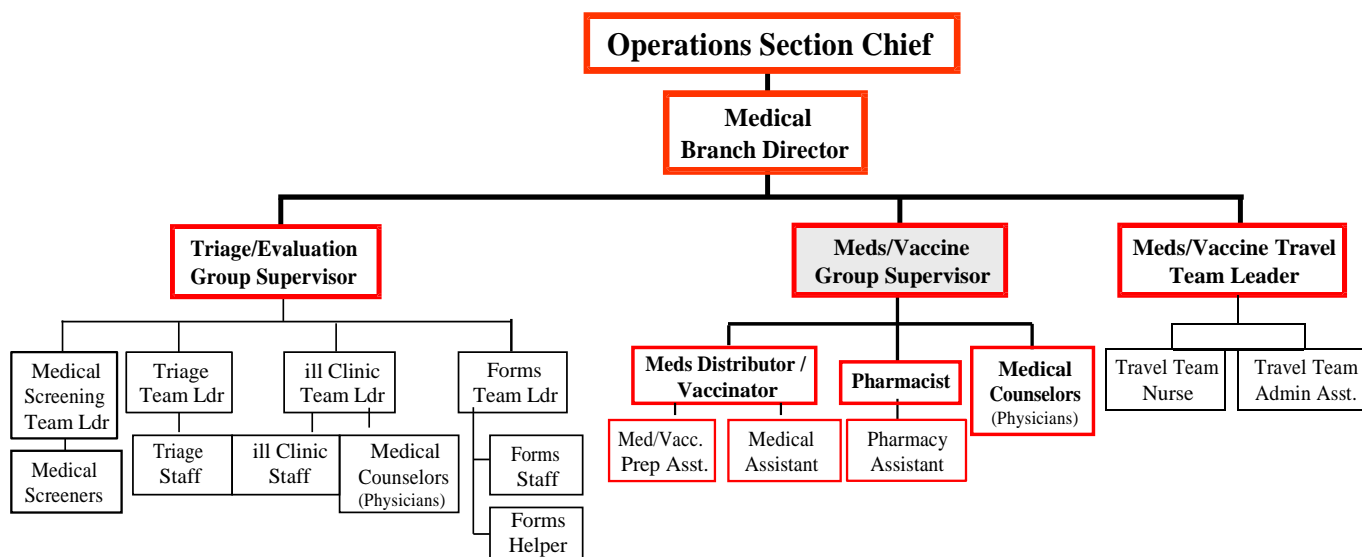 Operations Section Chief
Medical
Branch Director
Triage/Evaluation
Group Supervisor
Meds/Vaccine
Group Supervisor
Meds/Vaccine Travel
Team Leader
Medical
Screening
Team Ldr
Triage
Team Ldr
ill Clinic
Team Ldr
Forms
Team Ldr
Meds Distributor /
Vaccinator
Pharmacist
Medical
Counselors
(Physicians)
Travel Team
Nurse
Travel Team
Admin Asst.
Medical
Screeners
Triage
Staff
ill Clinic
Staff
Medical
Counselors
(Physicians)
Forms
Staff
Forms
Helper
Med/Vacc.
Prep Asst.
Medical
Assistant
Pharmacy
Assistant